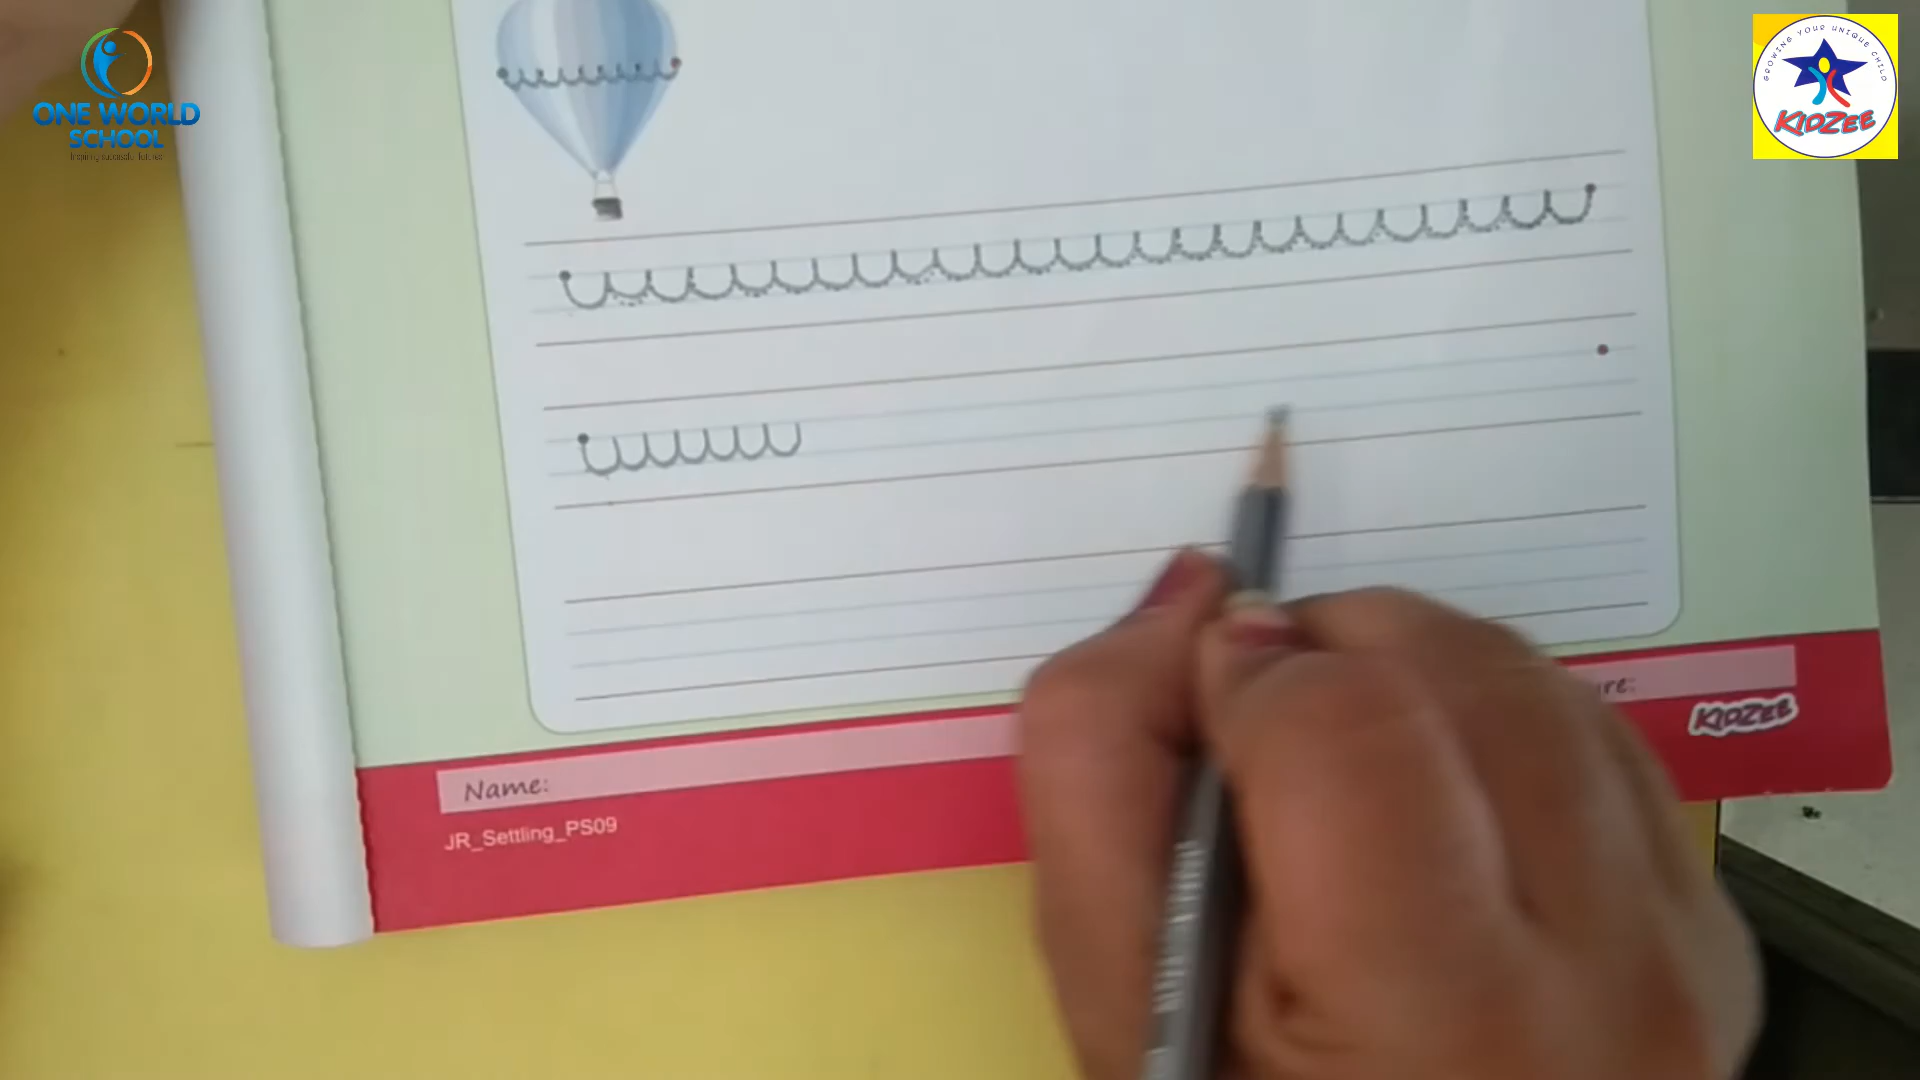 ONE WORLD
SCHOOL
GROWING YOUR UNIQUE CHILD
KIDZEE
Name:
KIDZEE
JR_Settling_PS09